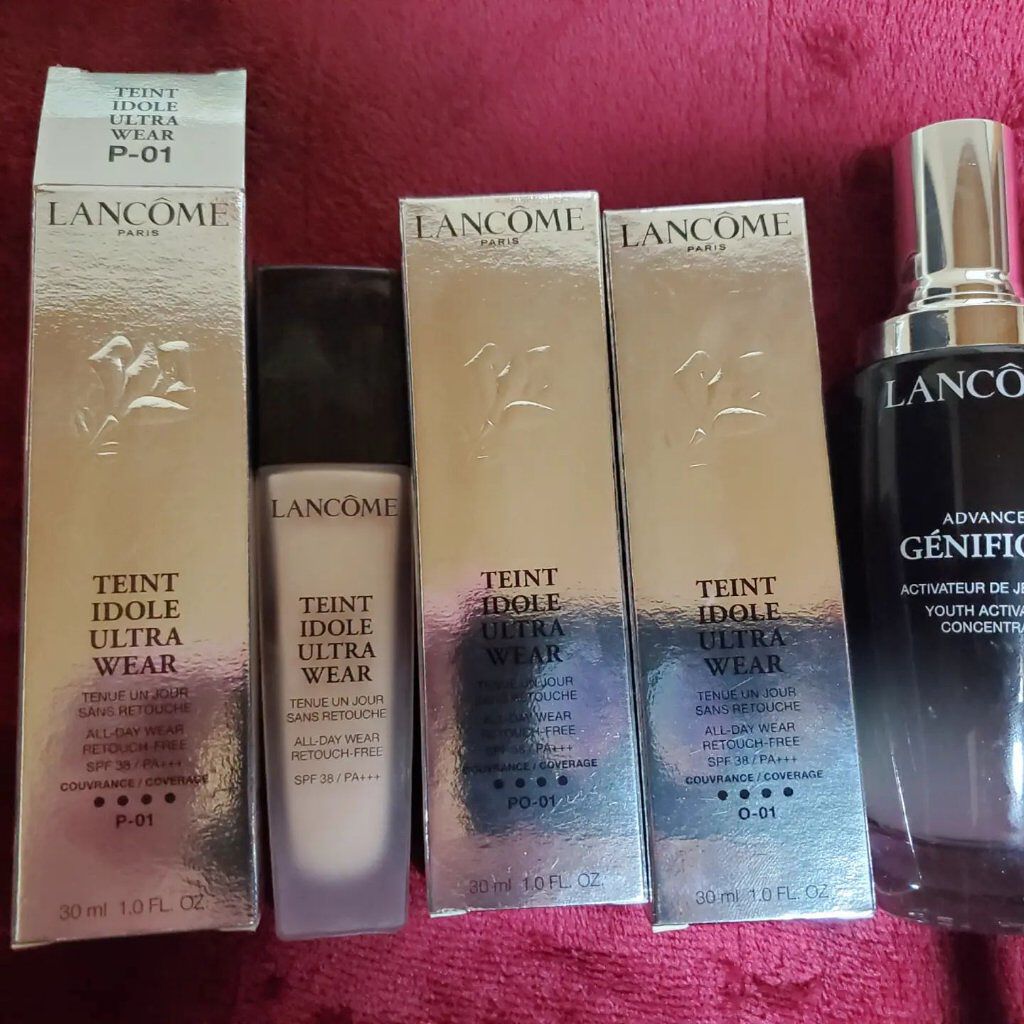 TEINT
IDOLE
ULTRA
WEAR
P-01
LANCÔME
PARIS
TEINT
IDOLE
ULTRA
WEAR
TENUE UN JOUR
SANS RETOUCHE
ALL-DAY WEAR
RETOUCH-FREE
SPF 38 / PA+++
COUVRANCE / COVERAGE
P-01
30 ml 1.0 FL. OZ.
LANCÔME
TEINT
IDOLE
ULTRA
WEAR
TENUE UN JOUR
SANS RETOUCHE
ALL-DAY WEAR
RETOUCH-FREE
SPF 38 / PA+++
LANCÔME
PARIS
TEINT
IDOLE
ULTRA
WEAR
TENUE UN JOUR
SANS RETOUCHE
ALL-DAY WEAR
RETOUCH-FREE
SPF 38 / PA+++
COUVRANCE / COVERAGE
PO-01
30 ml 1.0 FL. OZ.
LANCÔME
PARIS
TEINT
IDOLE
ULTRA
WEAR
TENUE UN JOUR
SANS RETOUCHE
ALL-DAY WEAR
RETOUCH-FREE
SPF 38 / PA+++
COUVRANCE / COVERAGE
O-01
30 ml 1.0 FL. OZ.
LANCÔ
ADVANCE
GÉNIFIQ
ACTIVATEUR DE JE
YOUTH ACTIVA
CONCENTRA